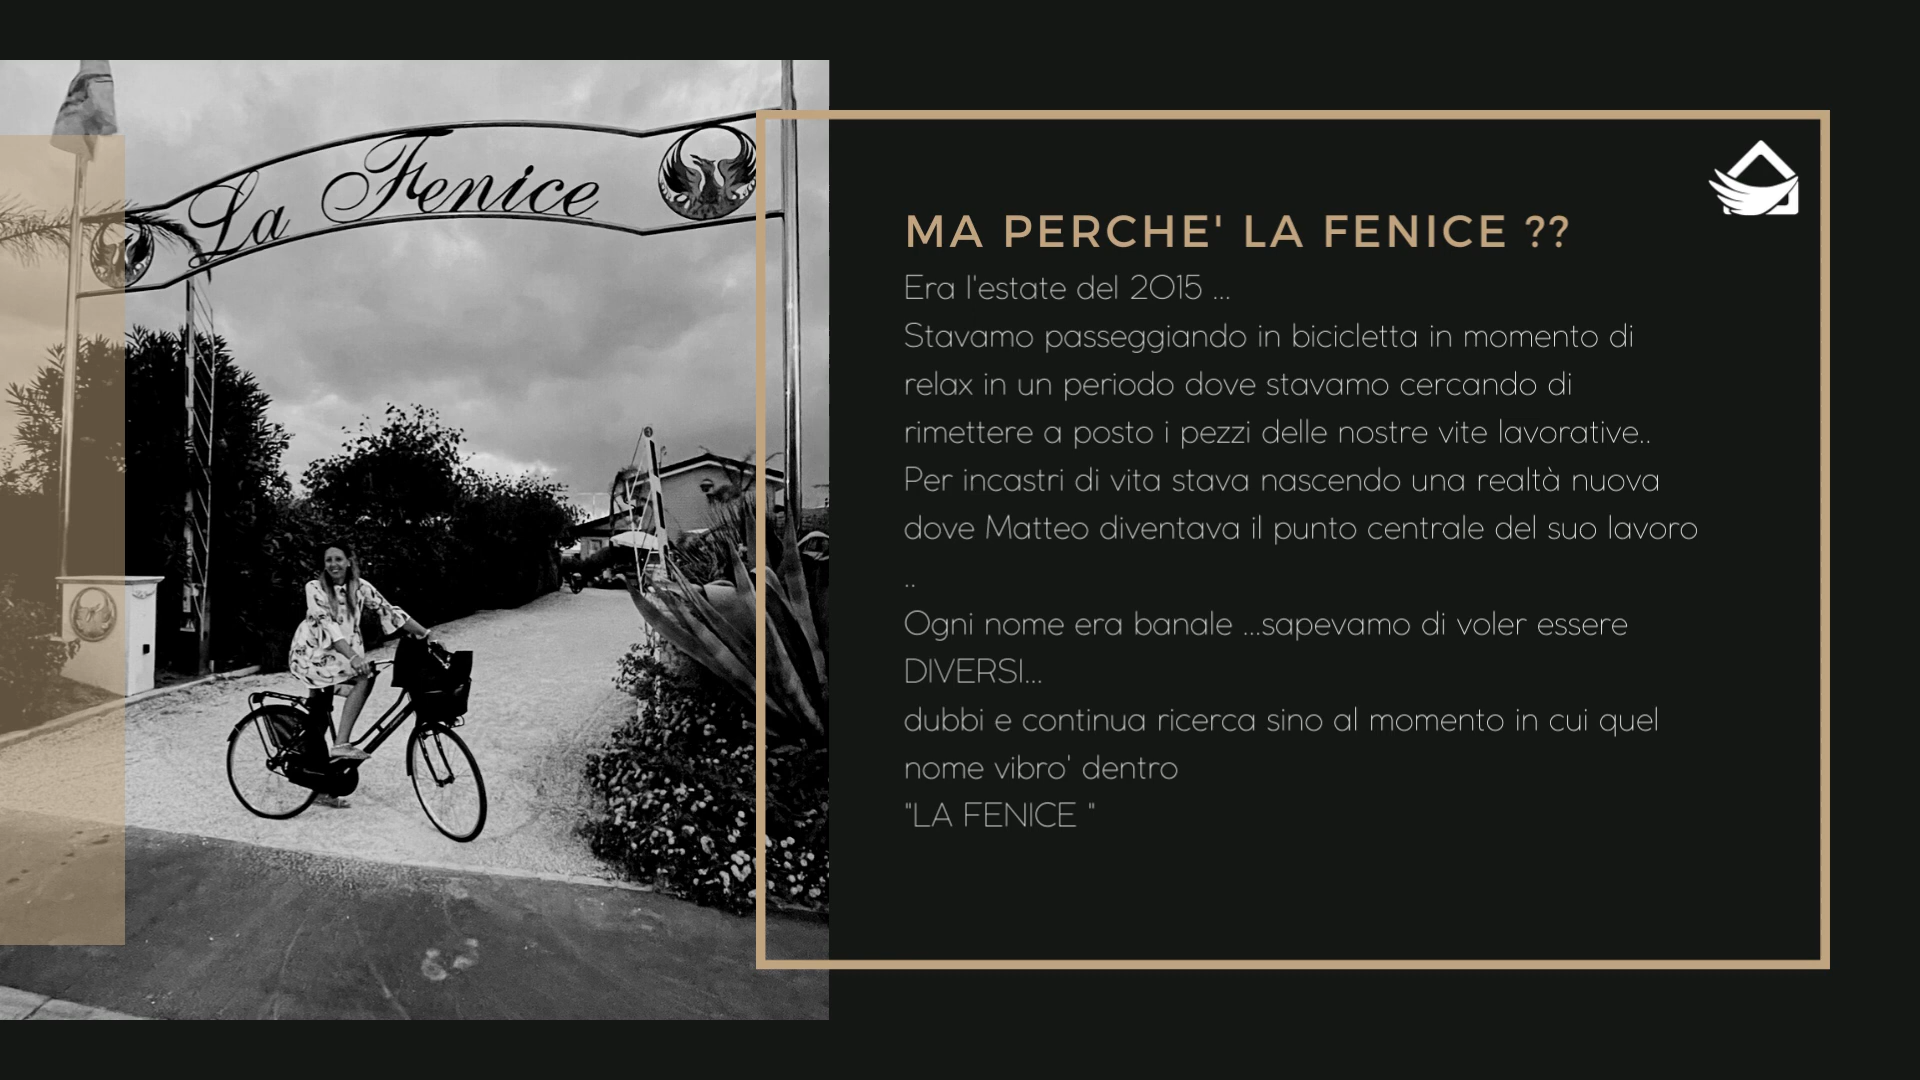 La Fenice
MA PERCHE' LA FENICE ??
Era l'estate del 2015 ...
Stavamo passeggiando in bicicletta in momento di
relax in un periodo dove stavamo cercando di
rimettere a posto i pezzi delle nostre vite lavorative..
Per incastri di vita stava nascendo una realtà nuova
dove Matteo diventava il punto centrale del suo lavoro
..
Ogni nome era banale ...sapevamo di voler essere
DIVERSI...
dubbi e continua ricerca sino al momento in cui quel
nome vibro' dentro
"LA FENICE "